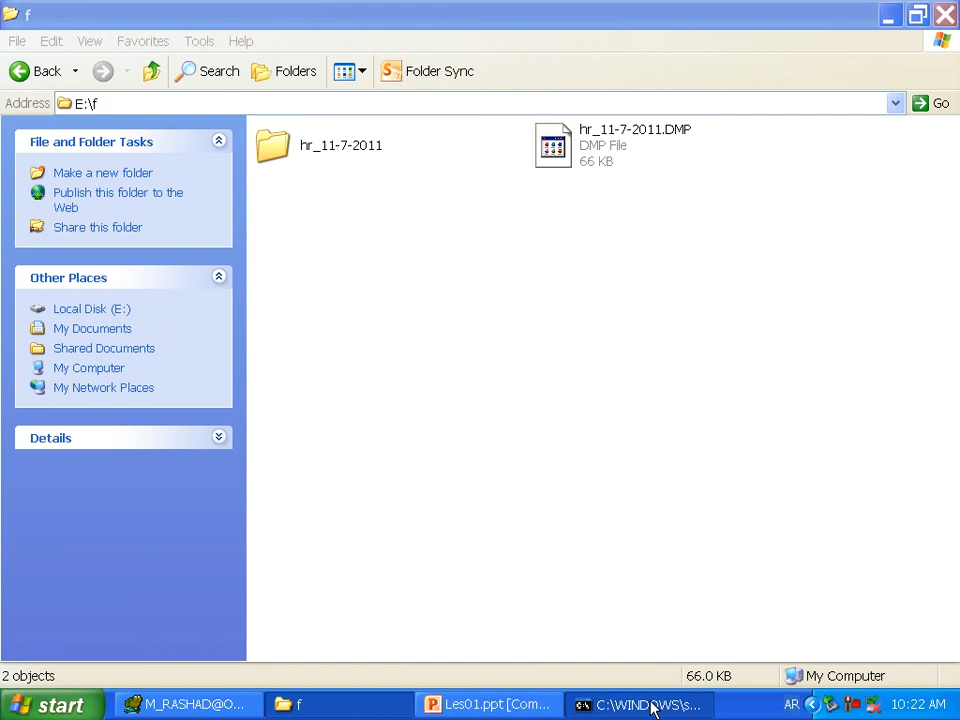 f
File Edit View Favorites Tools Help
Back Search Folders Folder Sync
Address E:\f Go
File and Folder Tasks
Make a new folder
Publish this folder to the
Web
Share this folder
Other Places
Local Disk (E:)
My Documents
Shared Documents
My Computer
My Network Places
Details
hr_11-7-2011
hr_11-7-2011.DMP
DMP File
66 KB
2 objects 66.0 KB My Computer
start M_RASHAD@O... f Les01.ppt [Com... C:\WINDOWS\s... AR 10:22 AM